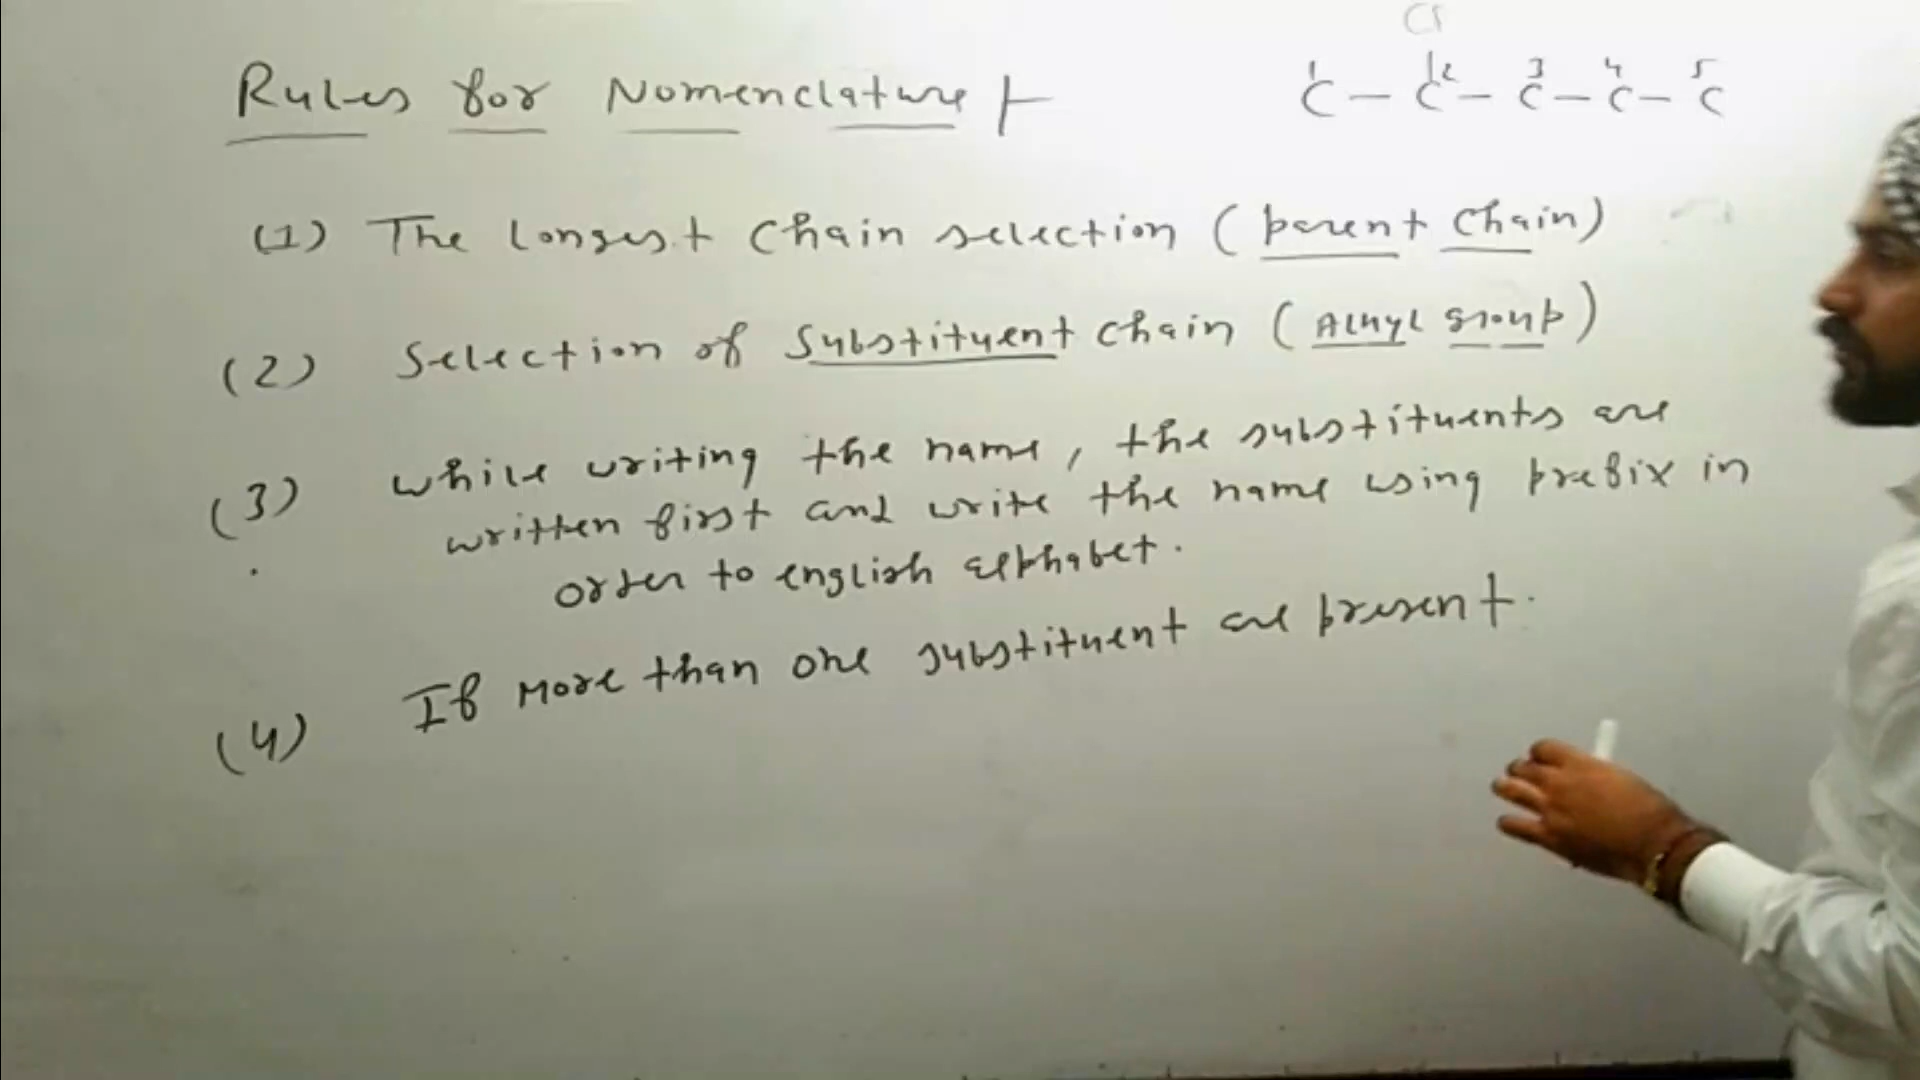 Rules for Nomenclature
Cl
1 2 3 4 5
C - C - C - C - C
(1) The longest chain selection (parent chain)
(2) Selection of substituent chain (Alkyl group)
(3) while writing the name, the substituents are
written first and write the name using prefix in
order to english alphabet.
(4) If more than one substituent are present.